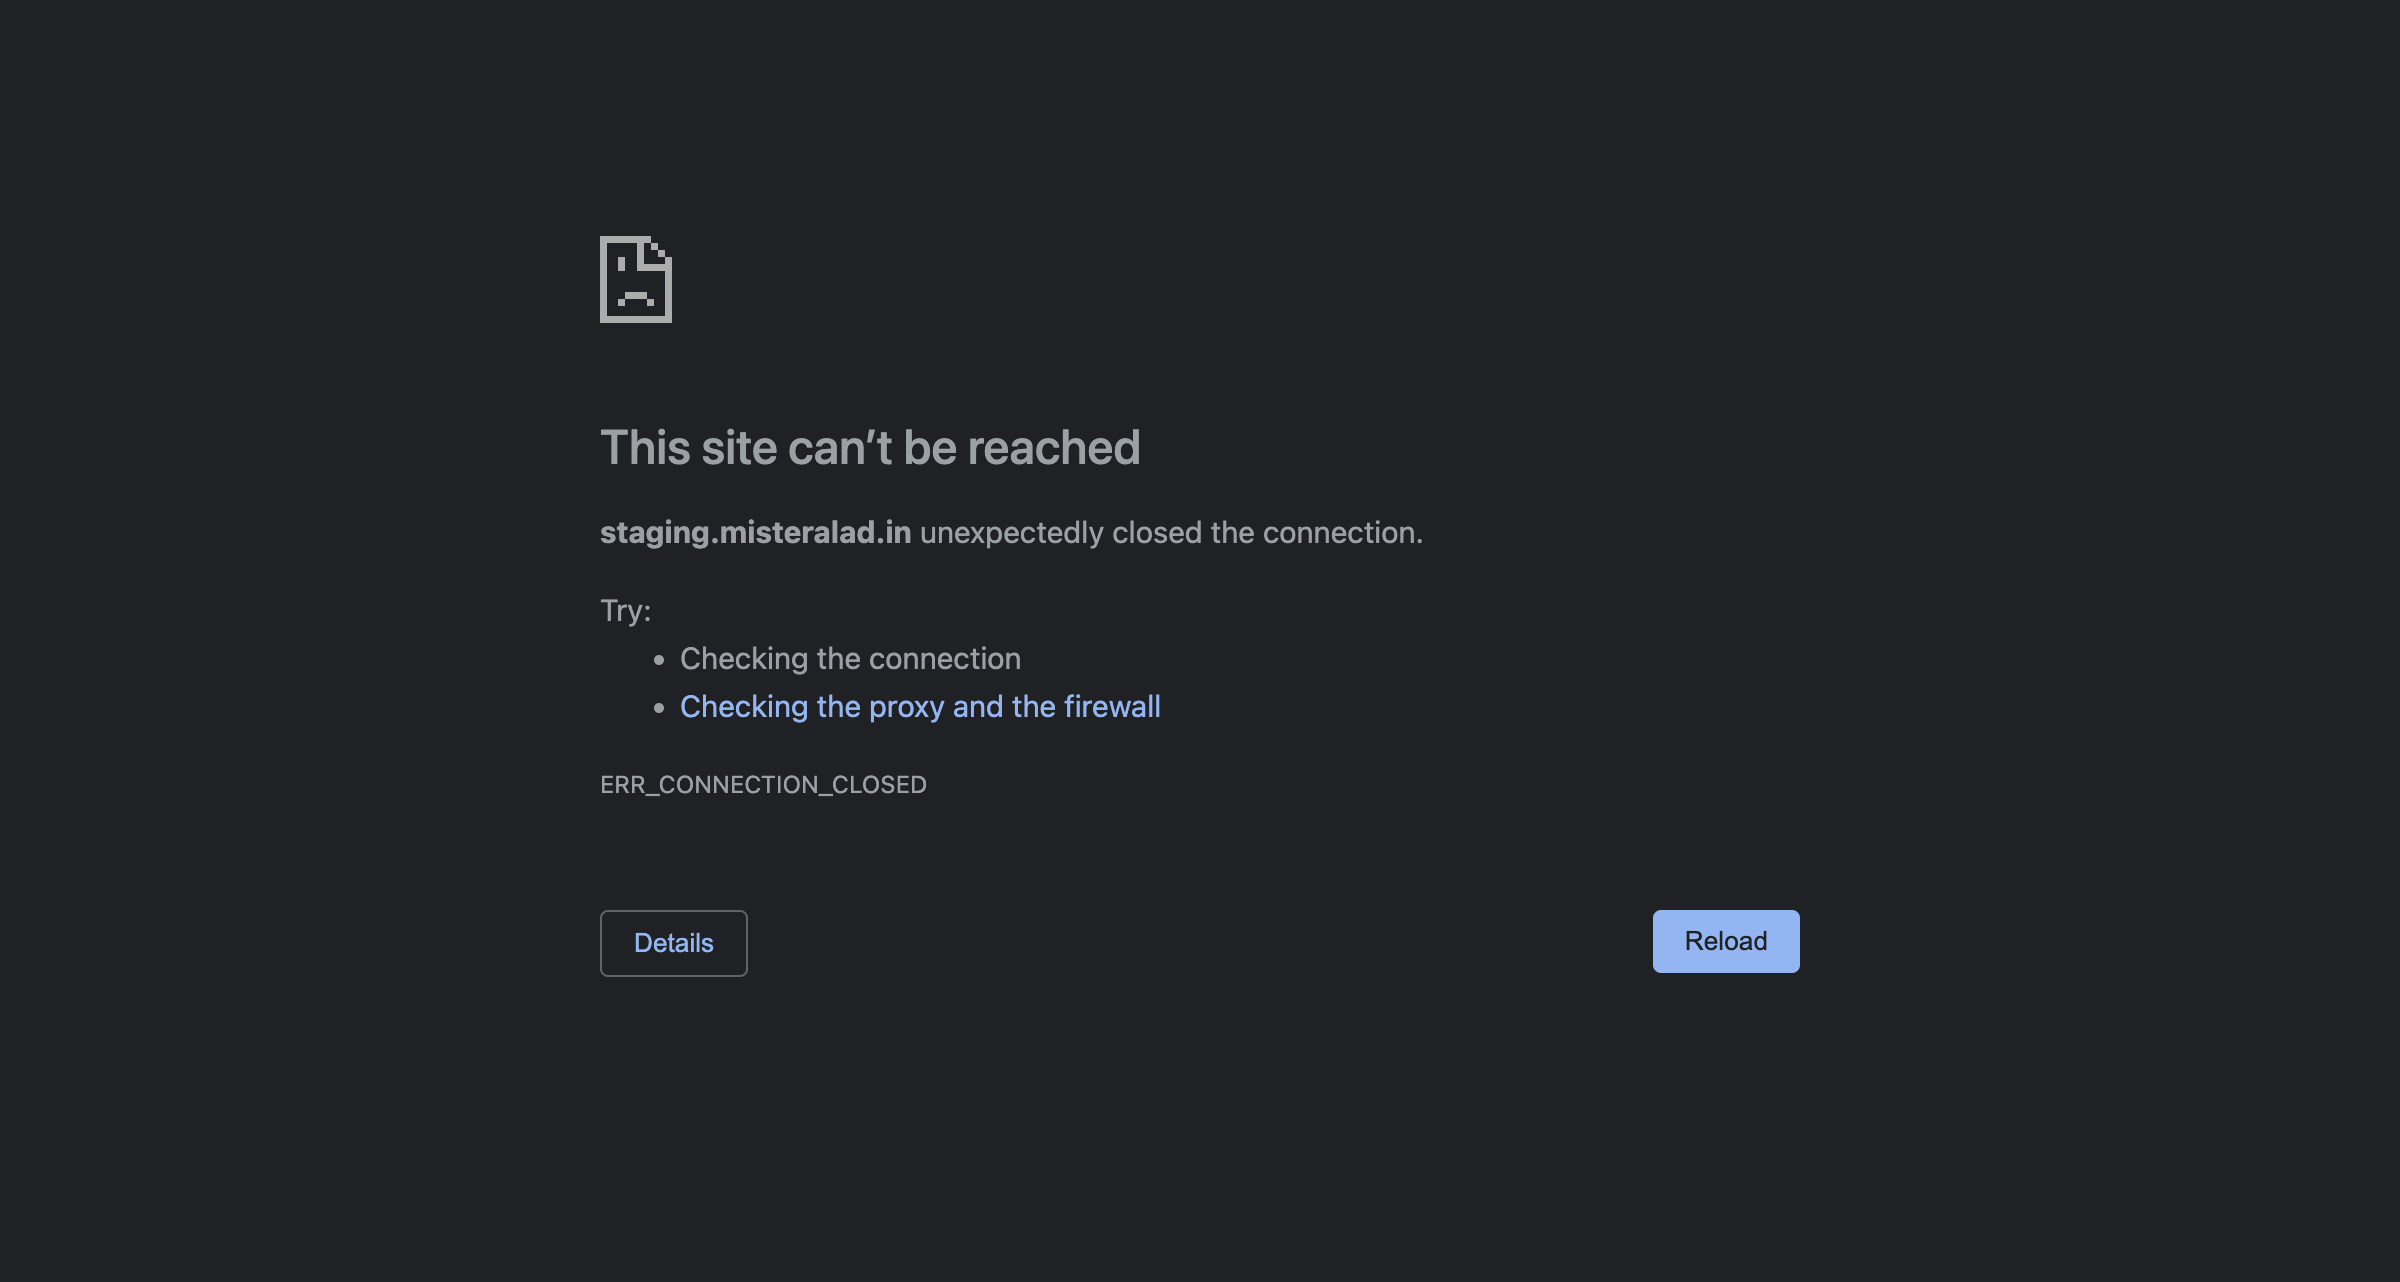 This site can’t be reached
staging.misteralad.in unexpectedly closed the connection.
Try:
• Checking the connection
• Checking the proxy and the firewall
ERR_CONNECTION_CLOSED
Details
Reload